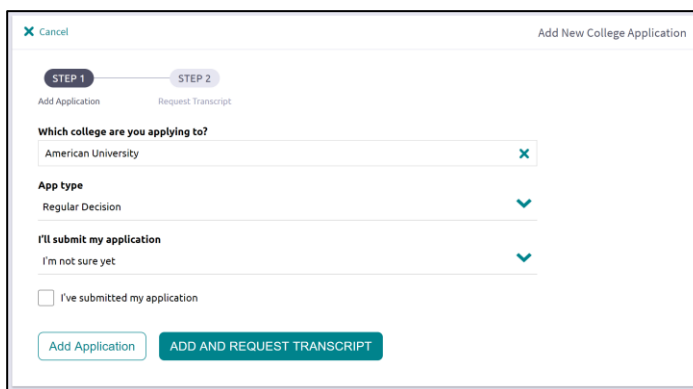 Cancel
Add New College Application
STEP 1
STEP 2
Add Application
Request Transcript
Which college are you applying to?
American University
App type
Regular Decision
I'll submit my application
I'm not sure yet
I've submitted my application
Add Application
ADD AND REQUEST TRANSCRIPT